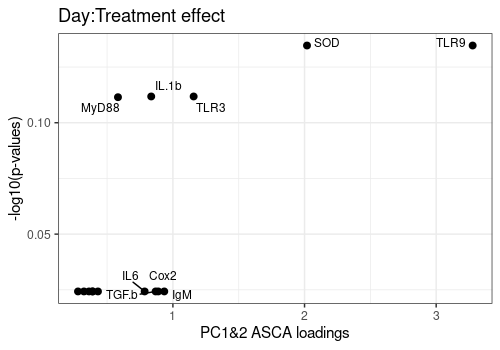 Day:Treatment effect
SOD
TLR9
IL.1b
MyD88
TLR3
0.10
-log10(p-values)
0.05
IL6
Cox2
TGF.b
IgM
1
2
3
PC1&2 ASCA loadings